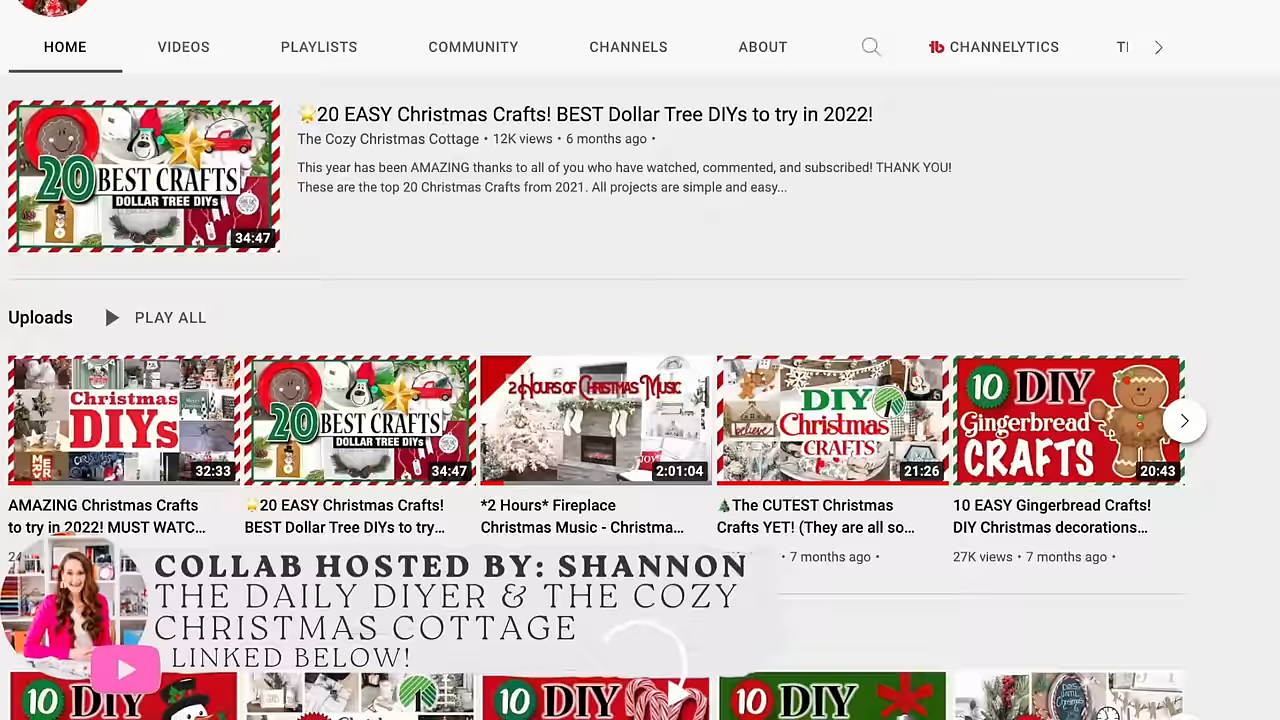 HOME VIDEOS PLAYLISTS COMMUNITY CHANNELS ABOUT CHANNELYTICS
20 BEST CRAFTS
DOLLAR TREE DIYs
34:47
🌟20 EASY Christmas Crafts! BEST Dollar Tree DIYs to try in 2022!
The Cozy Christmas Cottage • 12K views • 6 months ago •
This year has been AMAZING thanks to all of you who have watched, commented, and subscribed! THANK YOU!
These are the top 20 Christmas Crafts from 2021. All projects are simple and easy...
Uploads PLAY ALL
Christmas
DIYs
32:33
20 BEST CRAFTS
DOLLAR TREE DIYs
34:47
2 Hours of Christmas Music
JOY
2:01:04
DIY
Christmas
CRAFTS
believe
21:26
10 DIY
Gingerbread
CRAFTS
20:43
AMAZING Christmas Crafts
to try in 2022! MUST WATC...
🌟20 EASY Christmas Crafts!
BEST Dollar Tree DIYs to try...
*2 Hours* Fireplace
Christmas Music - Christma...
🎄The CUTEST Christmas
Crafts YET! (They are all so...
• 7 months ago •
10 EASY Gingerbread Crafts!
DIY Christmas decorations...
27K views • 7 months ago •
COLLAB HOSTED BY: SHANNON
THE DAILY DIYER & THE COZY
CHRISTMAS COTTAGE
LINKED BELOW!
10 DIY
10 DIY
10 DIY